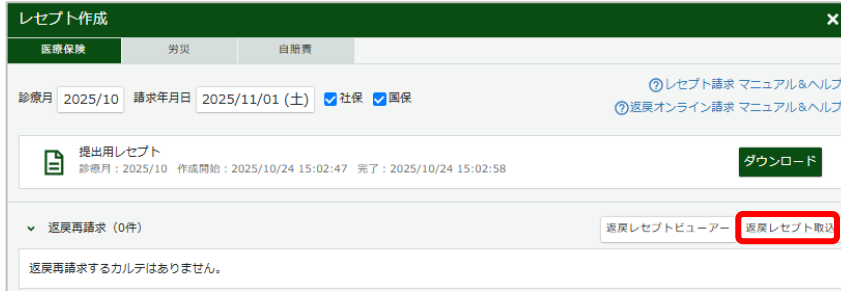 レセプト作成 ×
医療保険 労災 自賠責
診療月 2025/10 請求年月日 2025/11/01 (土) 社保 国保
?レセプト請求 マニュアル&ヘルプ
?返戻オンライン請求 マニュアル&ヘルプ
提出用レセプト
診療月:2025/10 作成開始:2025/10/24 15:02:47 完了:2025/10/24 15:02:58
ダウンロード
返戻再請求(0件) 返戻レセプトビューアー 返戻レセプト取込
返戻再請求するカルテはありません。